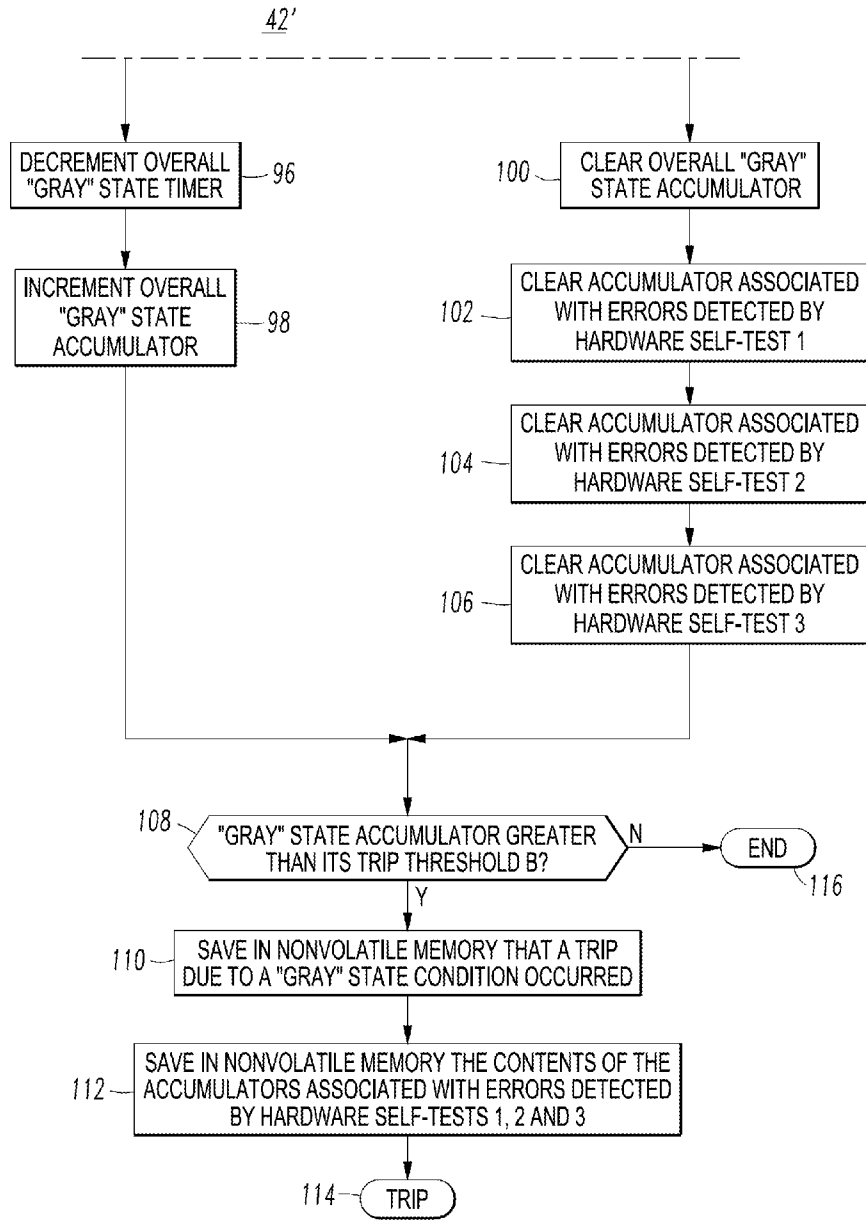 42'
DECREMENT OVERALL
"GRAY" STATE TIMER
96
INCREMENT OVERALL
"GRAY" STATE
ACCUMULATOR
98
100
CLEAR OVERALL "GRAY"
STATE ACCUMULATOR
102
CLEAR ACCUMULATOR ASSOCIATED
WITH ERRORS DETECTED BY
HARDWARE SELF-TEST 1
104
CLEAR ACCUMULATOR ASSOCIATED
WITH ERRORS DETECTED BY
HARDWARE SELF-TEST 2
106
CLEAR ACCUMULATOR ASSOCIATED
WITH ERRORS DETECTED BY
HARDWARE SELF-TEST 3
108
"GRAY" STATE ACCUMULATOR GREATER
THAN ITS TRIP THRESHOLD B?
N
END
116
Y
110
SAVE IN NONVOLATILE MEMORY THAT A TRIP
DUE TO A "GRAY" STATE CONDITION OCCURRED
112
SAVE IN NONVOLATILE MEMORY THE CONTENTS OF THE
ACCUMULATORS ASSOCIATED WITH ERRORS DETECTED
BY HARDWARE SELF-TESTS 1, 2 AND 3
114
TRIP